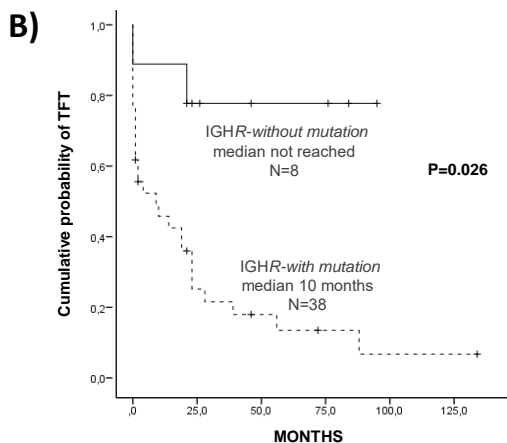 B)
Cumulative probability of TFT
1,0
0,8
0,6
0,4
0,2
0,0
IGHR-without mutation
median not reached
N=8
P=0.026
IGHR-with mutation
median 10 months
N=38
,0 25,0 50,0 75,0 100,0 125,0
MONTHS